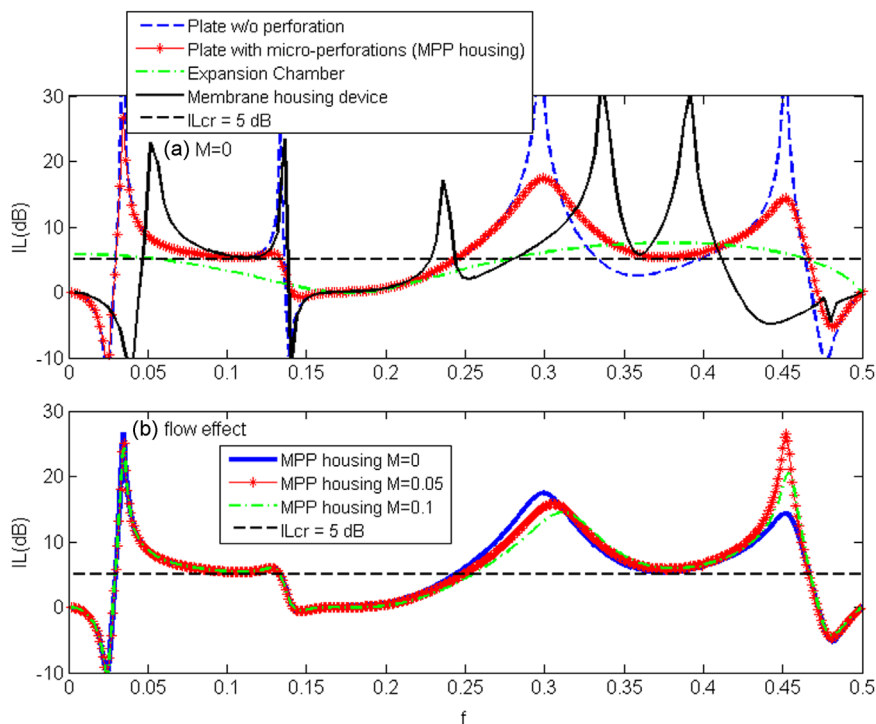 Plate w/o perforation
Plate with micro-perforations (MPP housing)
Expansion Chamber
Membrane housing device
ILcr = 5 dB
(a) M=0
30
20
10
0
-10
IL(dB)
0 0.05 0.1 0.15 0.2 0.25 0.3 0.35 0.4 0.45 0.5
(b) flow effect
MPP housing M=0
MPP housing M=0.05
MPP housing M=0.1
ILcr = 5 dB
30
20
10
0
-10
IL(dB)
0 0.05 0.1 0.15 0.2 0.25 0.3 0.35 0.4 0.45 0.5
f